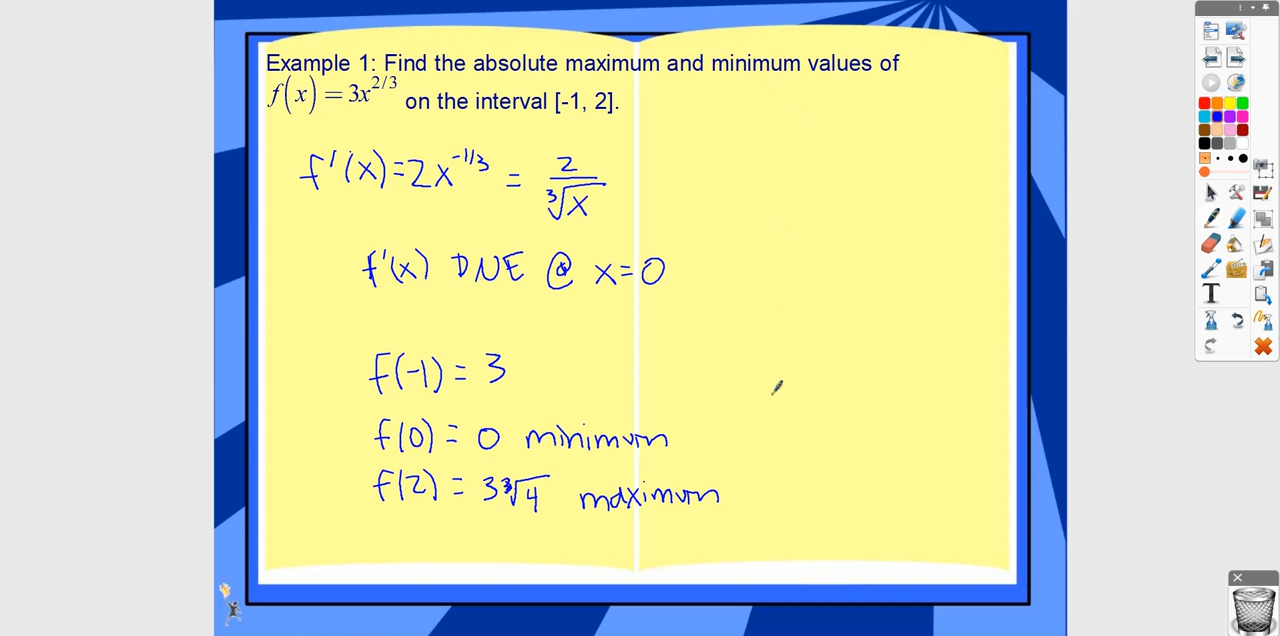 Example 1: Find the absolute maximum and minimum values of
f(x) = 3x^{2/3} on the interval [-1, 2].
f'(x) = 2x^{-1/3} = 2/∛x
f'(x) DNE @ x=0
f(-1) = 3
f(0) = 0 minimum
f(2) = 3∛4 maximum
T